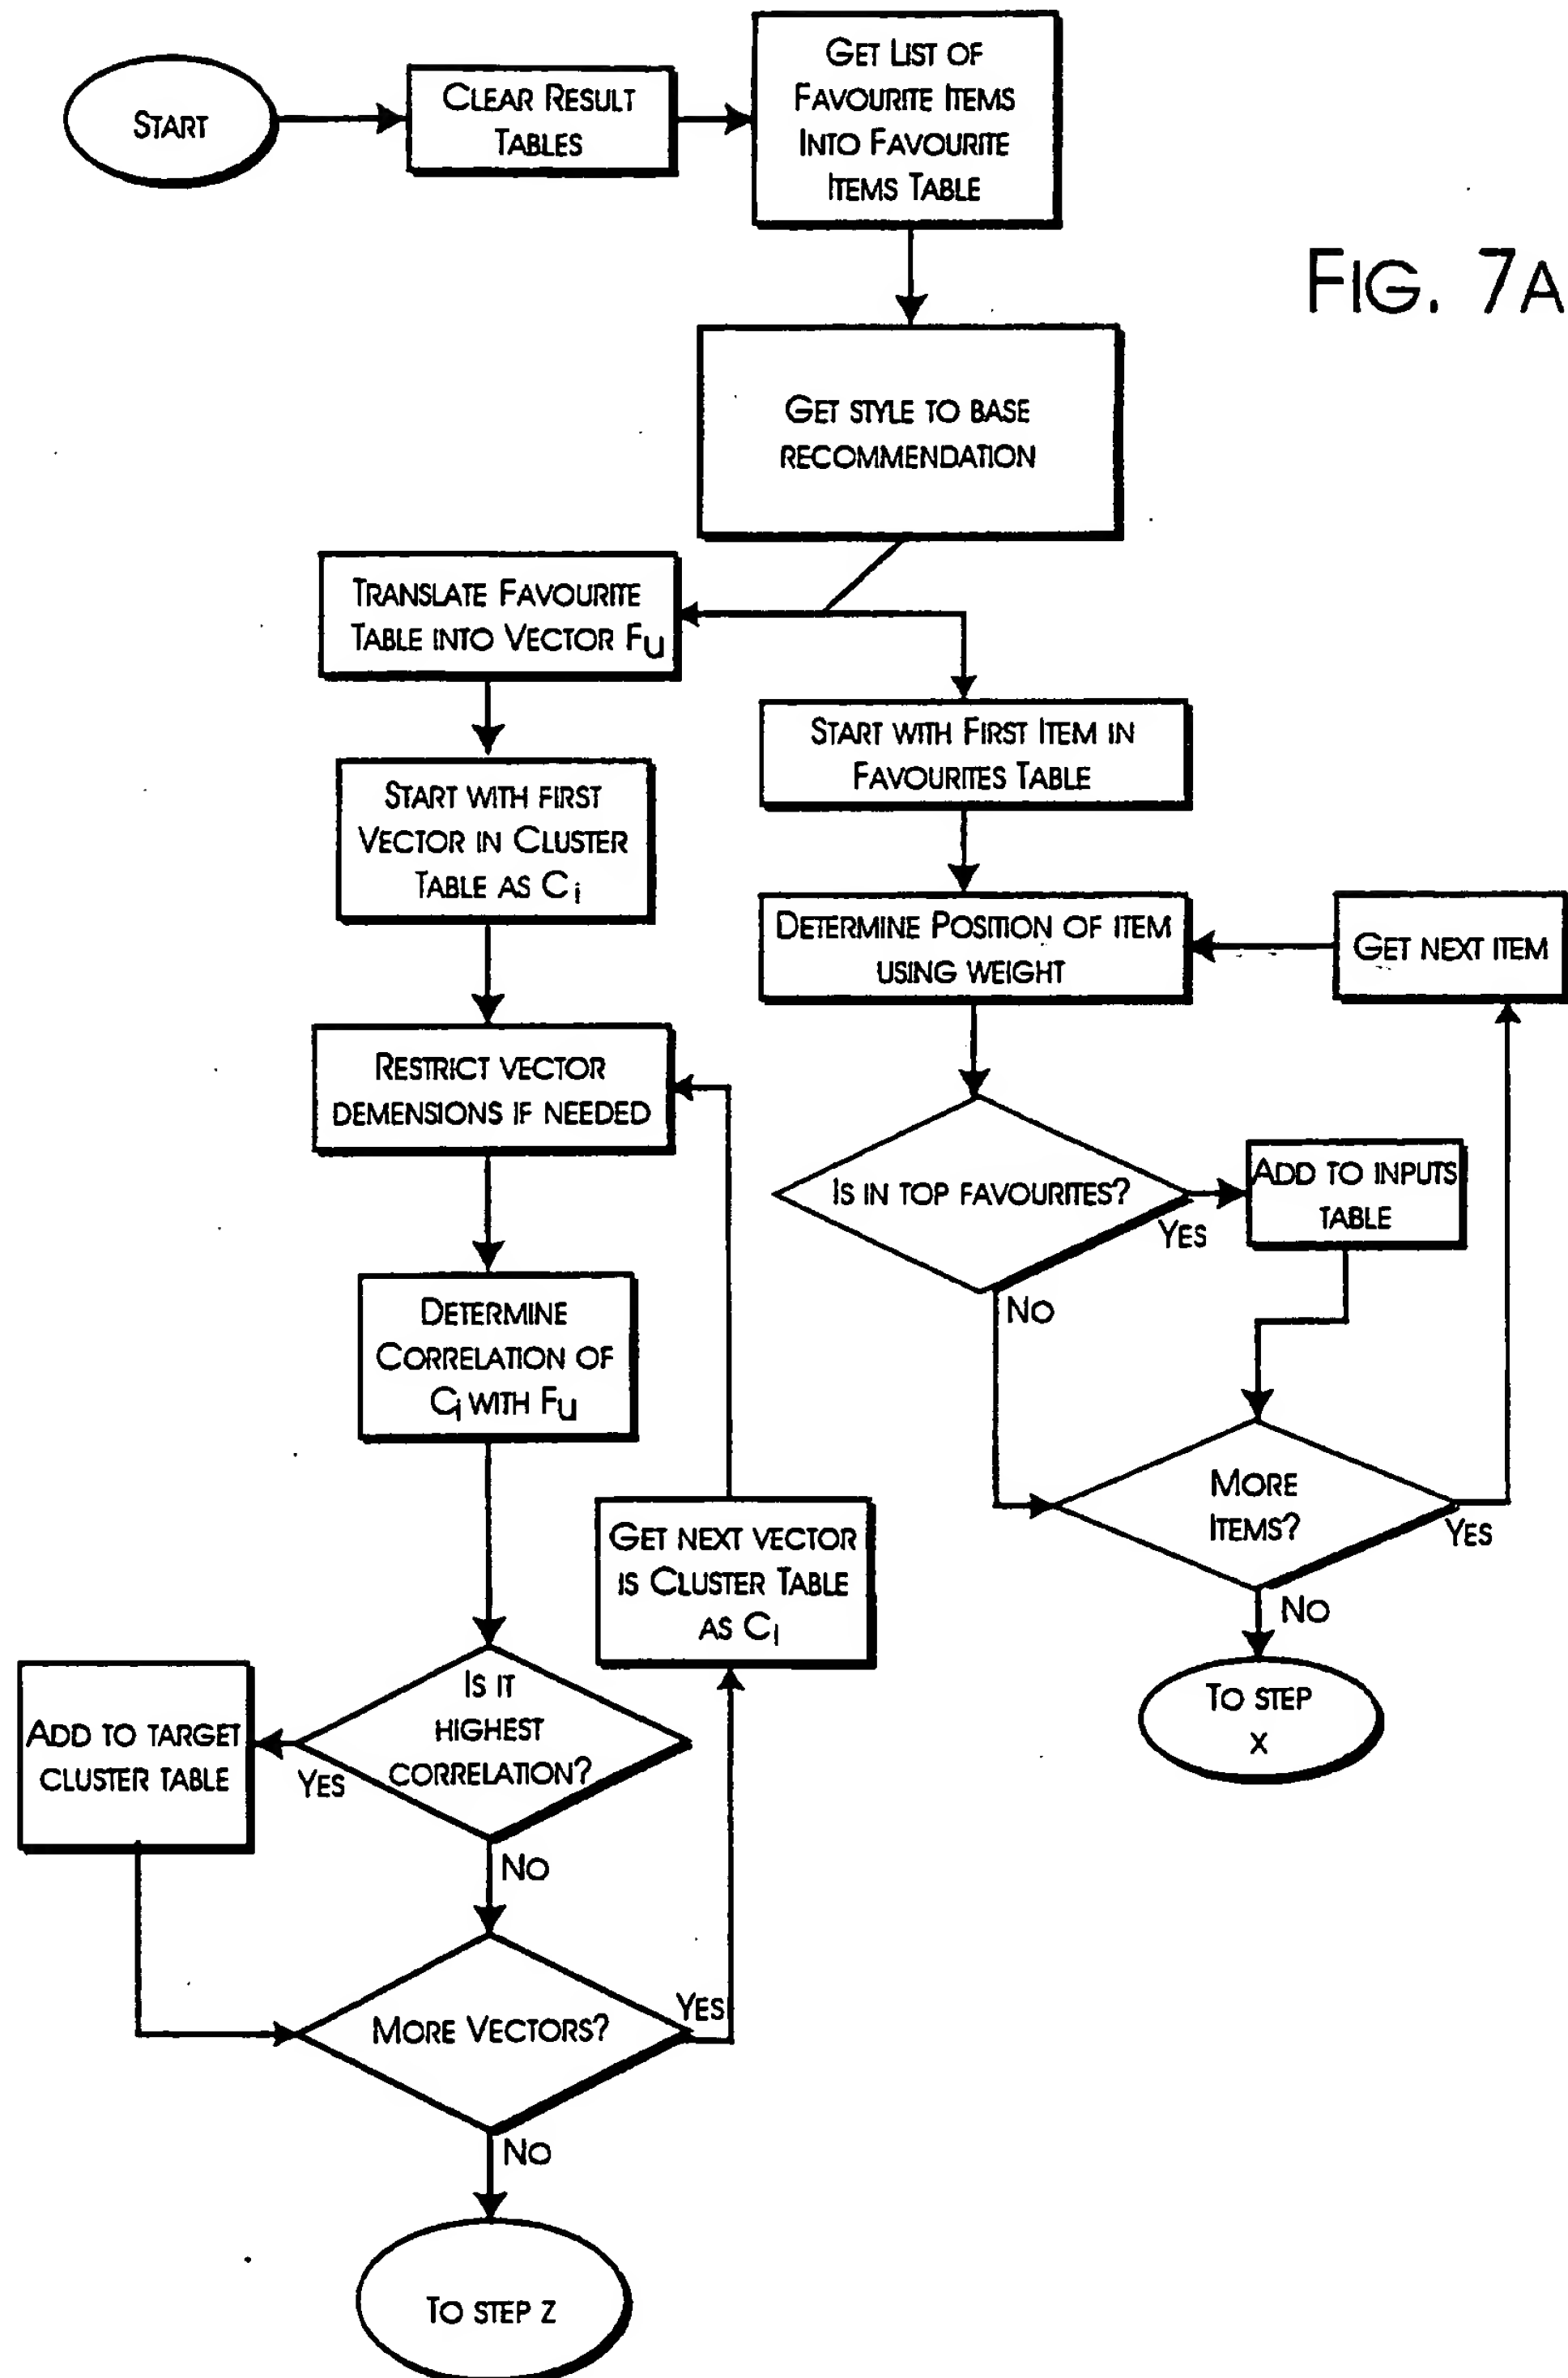 START
CLEAR RESULT
TABLES
GET LIST OF
FAVOURITE ITEMS
INTO FAVOURITE
ITEMS TABLE
FIG. 7A
GET STYLE TO BASE
RECOMMENDATION
TRANSLATE FAVOURITE
TABLE INTO VECTOR FU
START WITH FIRST
VECTOR IN CLUSTER
TABLE AS Ci
RESTRICT VECTOR
DEMENSIONS IF NEEDED
DETERMINE
CORRELATION OF
Ci WITH FU
IS IT
HIGHEST
CORRELATION?
YES
NO
ADD TO TARGET
CLUSTER TABLE
MORE VECTORS?
YES
NO
GET NEXT VECTOR
IS CLUSTER TABLE
AS Ci
TO STEP Z
START WITH FIRST ITEM IN
FAVOURITES TABLE
DETERMINE POSITION OF ITEM
USING WEIGHT
GET NEXT ITEM
IS IN TOP FAVOURITES?
YES
NO
ADD TO INPUTS
TABLE
MORE
ITEMS?
YES
NO
TO STEP
X